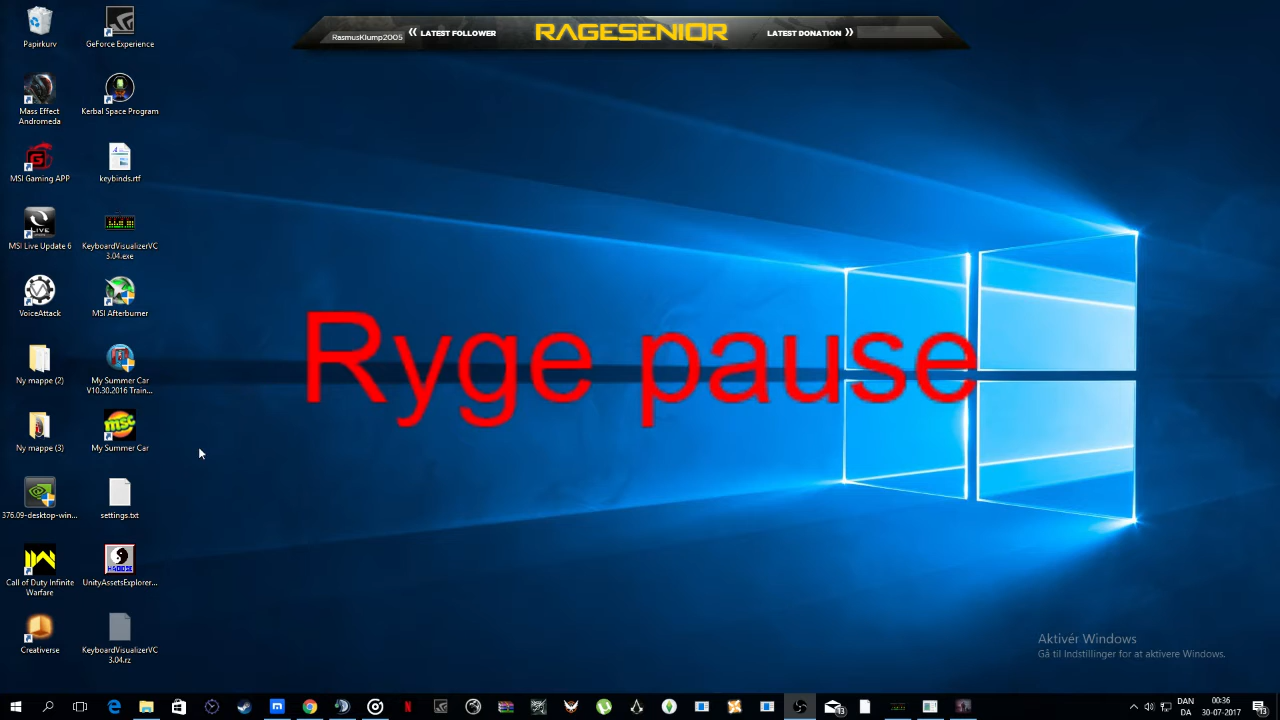 RasmusKlump2005
LATEST FOLLOWER
RAGESENIOR
LATEST DONATION
Papirkurv
GeForce Experience
Mass Effect
Andromeda
Kerbal Space Program
MSI Gaming APP
keybinds.rtf
MSI Live Update 6
KeyboardVisualizerVC
3.04.exe
VoiceAttack
MSI Afterburner
Ny mappe (2)
My Summer Car
V10.30.2016 Train...
Ny mappe (3)
My Summer Car
376.09-desktop-win...
settings.txt
Call of Duty Infinite
Warfare
UnityAssetsExplorer...
Creativerse
KeyboardVisualizerVC
3.04.rz
Ryge pause
Aktivér Windows
Gå til Indstillinger for at aktivere Windows.
DAN
DA
00:36
30-07-2017